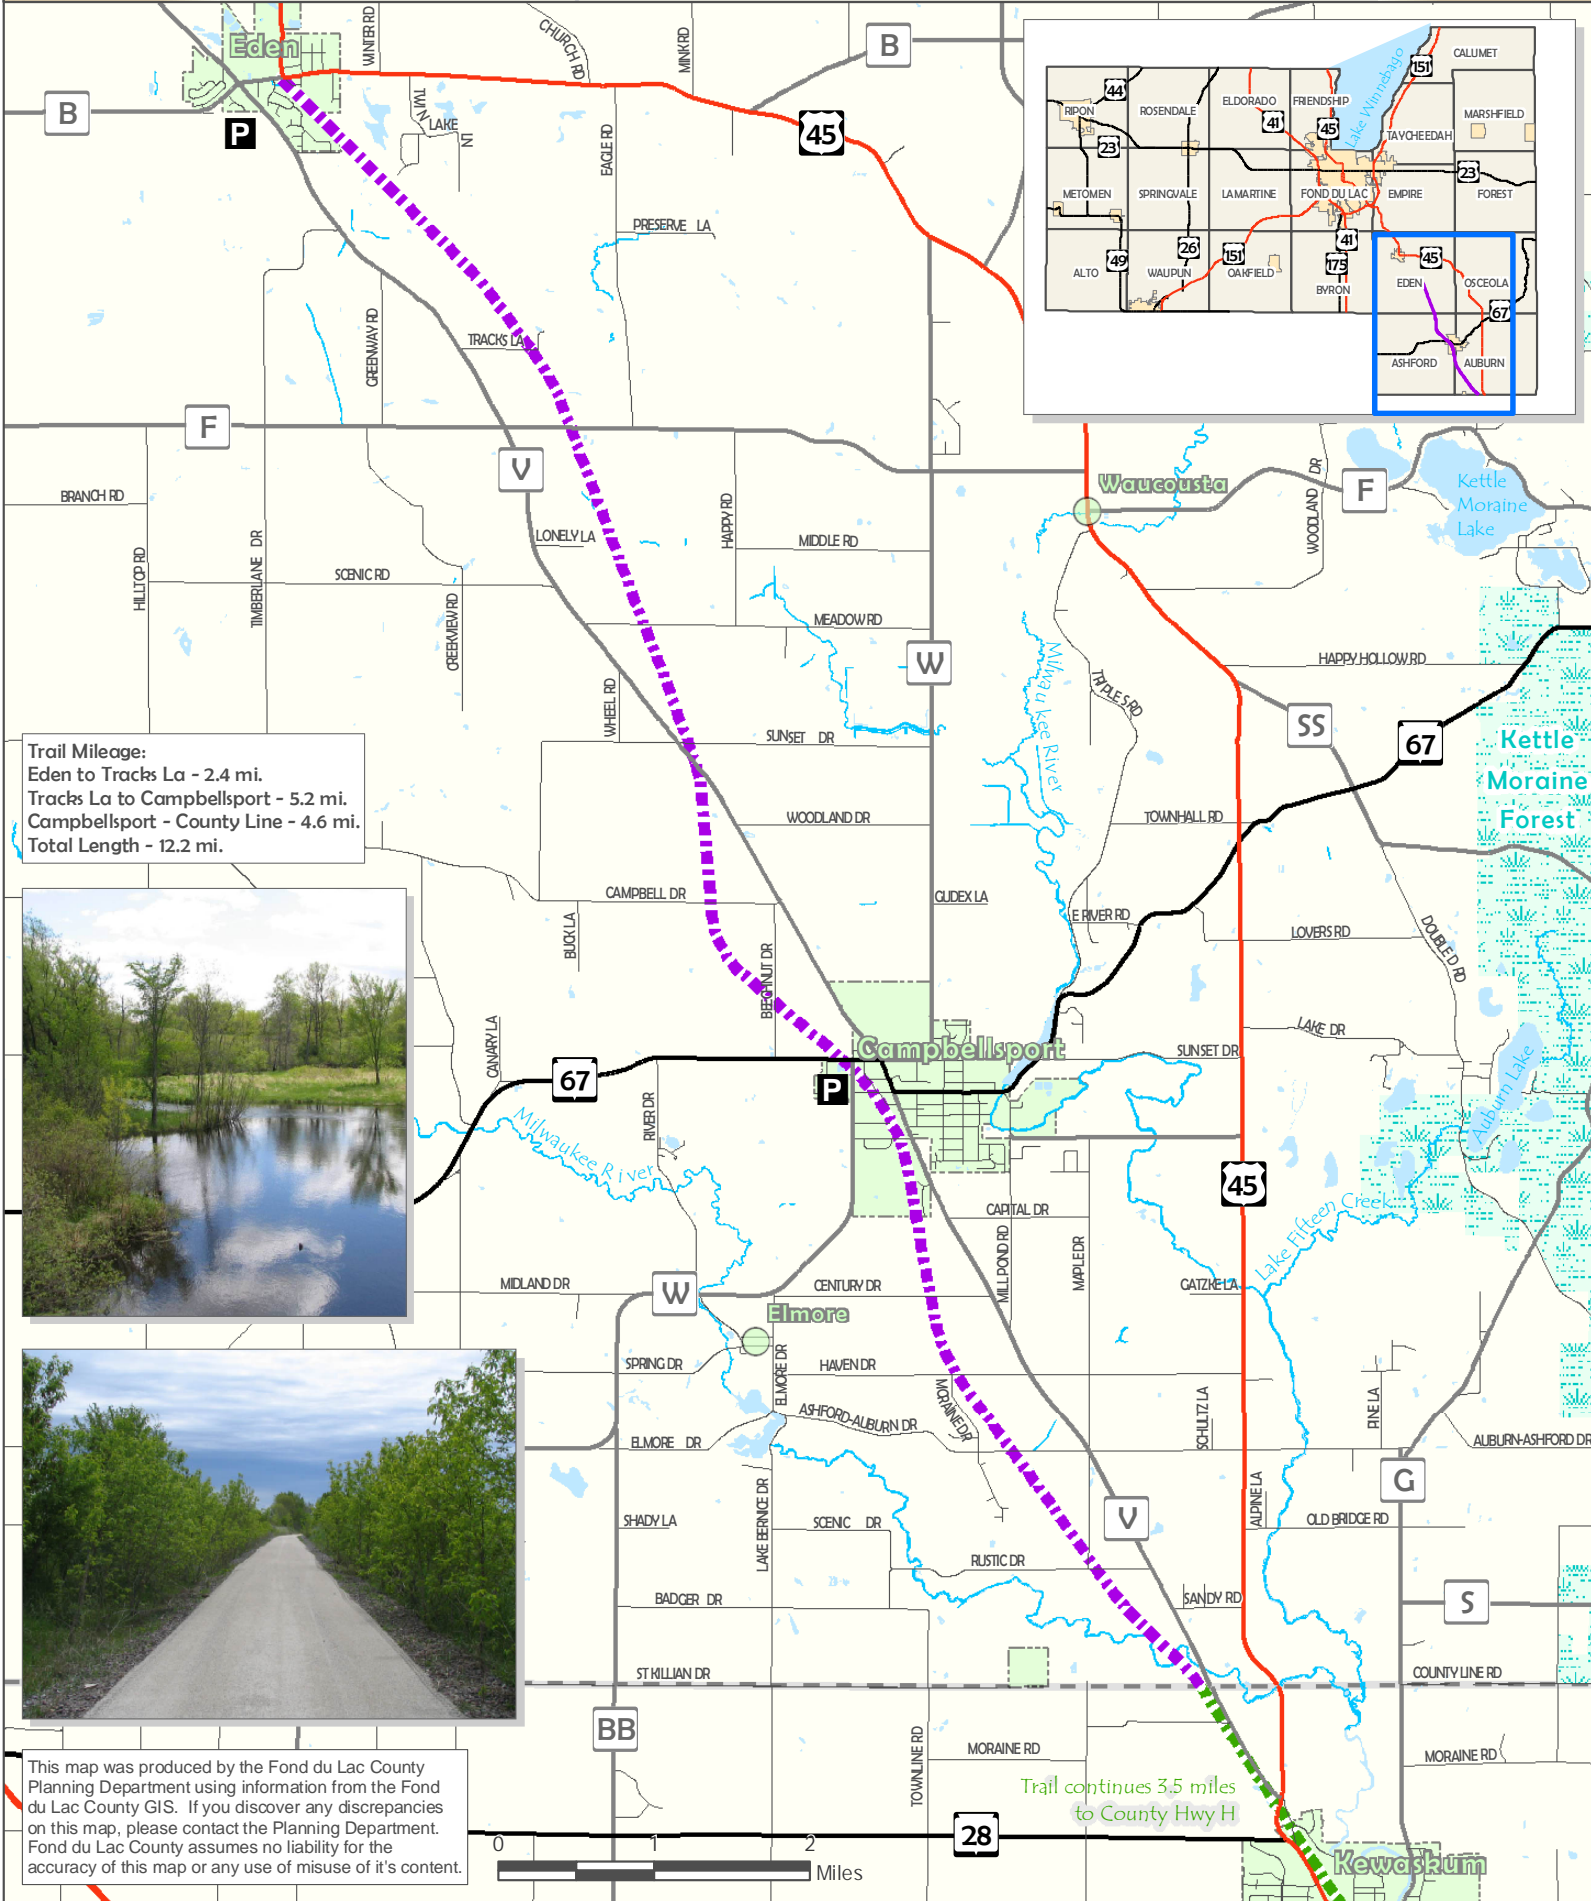 Eden
WINTER RD
CHURCH RD
MINK RD
B
B
P
TWIN
LAKE
LN
EAGLE RD
45
PRESERVE LA
GREENWAY RD
TRACKS LA
F
V
BRANCH RD
HILLTOP RD
TIMBERLANE DR
LONELY LA
SCENIC RD
CREEKVIEW RD
HAPPY RD
MIDDLE RD
MEADOW RD
W
WHEEL RD
SUNSET DR
WOODLAND DR
CAMPBELL DR
BUCK LA
BEECHNUT DR
GUDEX LA
CALUMET
151
Lake Winnebago
44
RIPON
ROSENDALE
ELDORADO
FRIENDSHIP
41
45
TAYCHEEDAH
MARSHFIELD
23
23
METOMEN
SPRINGVALE
LAMARTINE
FOND DU LAC
EMPIRE
FOREST
49
26
151
41
175
45
ALTO
WAUPUN
OAKFIELD
BYRON
EDEN
OSCEOLA
67
ASHFORD
AUBURN
Waucousta
F
WOODLAND DR
Kettle
Moraine
Lake
HAPPY HOLLOW RD
TRIPLE S RD
Milwaukee River
SS
67
Kettle
Moraine
Forest
TOWNHALL RD
E RIVER RD
LOVERS RD
DOUBLE D RD
LAKE DR
Auburn Lake
Trail Mileage:
Eden to Tracks La - 2.4 mi.
Tracks La to Campbellsport - 5.2 mi.
Campbellsport - County Line - 4.6 mi.
Total Length - 12.2 mi.
Campbellsport
SUNSET DR
CANARY LA
67
P
RIVER DR
Milwaukee River
45
CAPITAL DR
MILL POND RD
MAPLE DR
Lake Fifteen Creek
GATZKE LA
MIDLAND DR
W
CENTURY DR
Elmore
SPRING DR
ELMORE DR
HAVEN DR
MORAINE DR
ASHFORD-AUBURN DR
SCHULTZ LA
PINE LA
AUBURN-ASHFORD DR
ELMORE DR
G
LAKE BERNICE DR
SHADY LA
SCENIC DR
V
ALPINE LA
OLD BRIDGE RD
RUSTIC DR
BADGER DR
SANDY RD
S
ST KILLIAN DR
COUNTY LINE RD
BB
TOWNLINE RD
MORAINE RD
MORAINE RD
Trail continues 3.5 miles
to County Hwy H
28
Kewaskum
This map was produced by the Fond du Lac County
Planning Department using information from the Fond
du Lac County GIS. If you discover any discrepancies
on this map, please contact the Planning Department.
Fond du Lac County assumes no liability for the
accuracy of this map or any use of misuse of it's content.
0 1 2
Miles